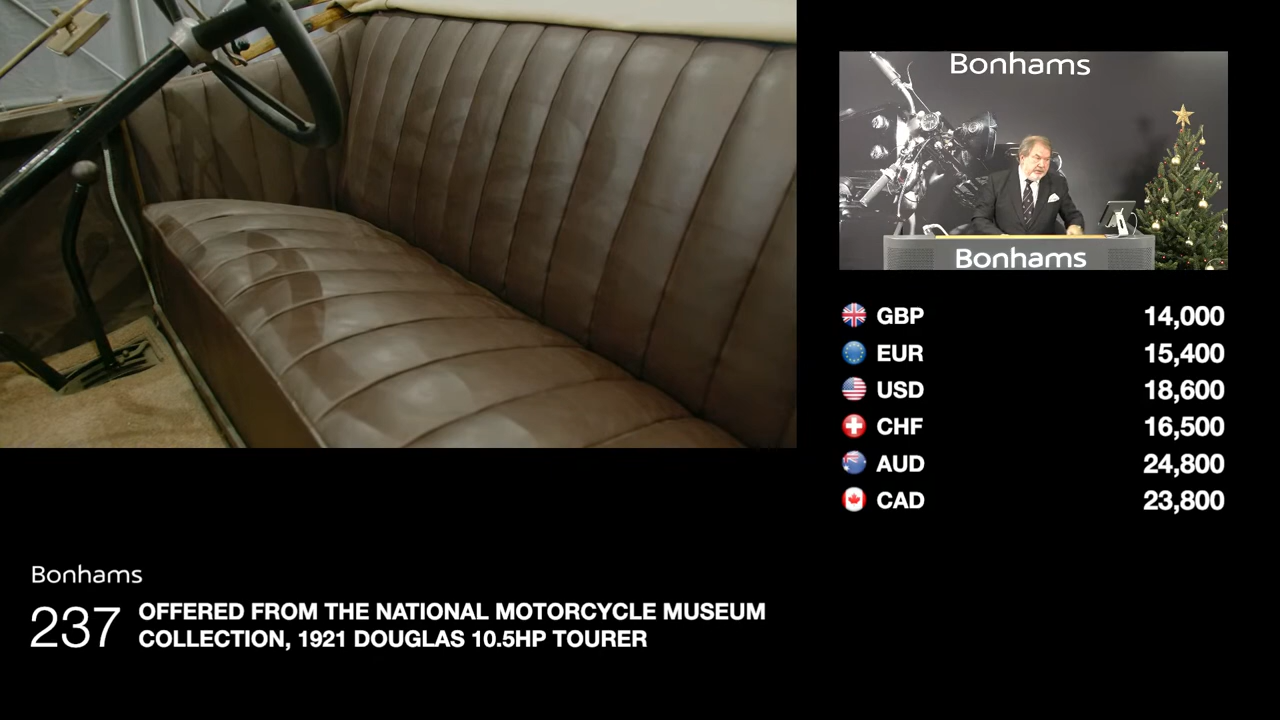 Bonhams
Bonhams
GBP 14,000
EUR 15,400
USD 18,600
CHF 16,500
AUD 24,800
CAD 23,800
Bonhams
237 OFFERED FROM THE NATIONAL MOTORCYCLE MUSEUM
COLLECTION, 1921 DOUGLAS 10.5HP TOURER